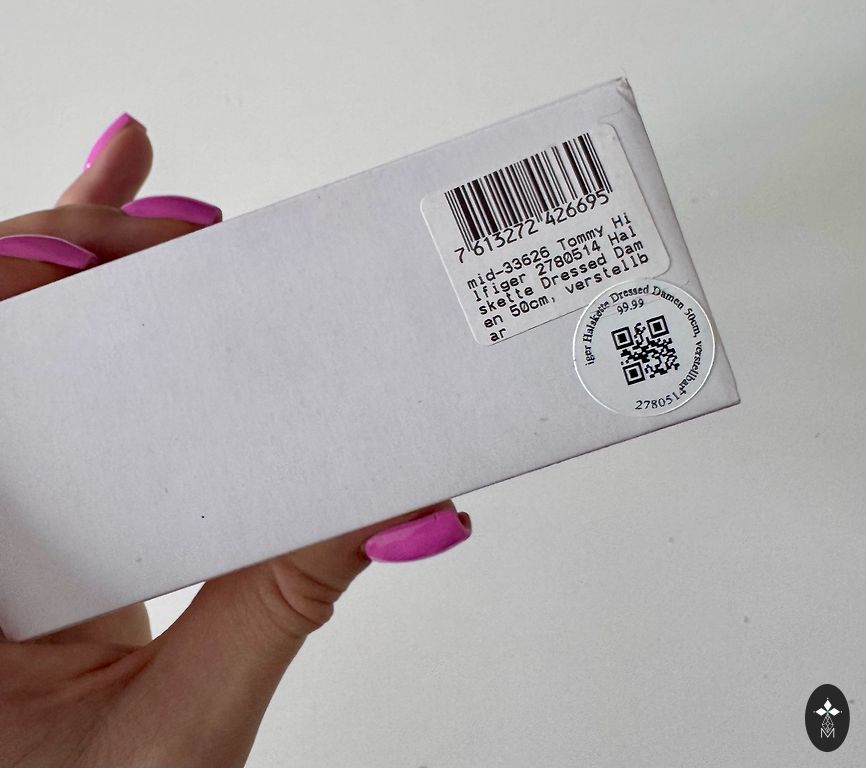 7 613272 426695
mid-33626 Tommy Hi
lfiger 2780514 Hal
skette Dressed Dam
en 50cm, verstellb
ar
iger Halskette Dressed Damen 50cm, verstellbar
99.99
2780514
M